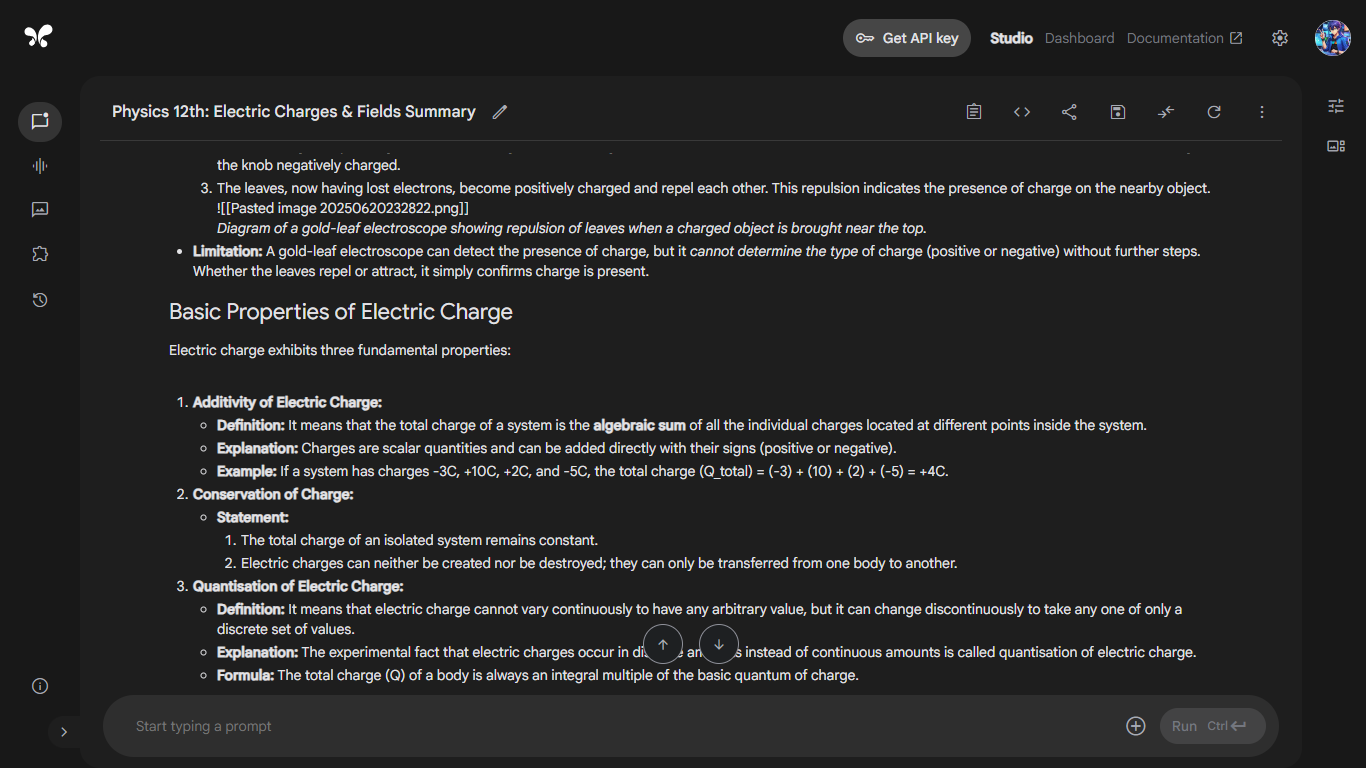 Get API key
Studio
Dashboard
Documentation
Physics 12th: Electric Charges & Fields Summary
the knob negatively charged.
3. The leaves, now having lost electrons, become positively charged and repel each other. This repulsion indicates the presence of charge on the nearby object.
![[Pasted image 20250620232822.png]]
Diagram of a gold-leaf electroscope showing repulsion of leaves when a charged object is brought near the top.
• Limitation: A gold-leaf electroscope can detect the presence of charge, but it cannot determine the type of charge (positive or negative) without further steps.
Whether the leaves repel or attract, it simply confirms charge is present.
Basic Properties of Electric Charge
Electric charge exhibits three fundamental properties:
1. Additivity of Electric Charge:
◦ Definition: It means that the total charge of a system is the algebraic sum of all the individual charges located at different points inside the system.
◦ Explanation: Charges are scalar quantities and can be added directly with their signs (positive or negative).
◦ Example: If a system has charges -3C, +10C, +2C, and -5C, the total charge (Q_total) = (-3) + (10) + (2) + (-5) = +4C.
2. Conservation of Charge:
◦ Statement:
1. The total charge of an isolated system remains constant.
2. Electric charges can neither be created nor be destroyed; they can only be transferred from one body to another.
3. Quantisation of Electric Charge:
◦ Definition: It means that electric charge cannot vary continuously to have any arbitrary value, but it can change discontinuously to take any one of only a
discrete set of values.
◦ Explanation: The experimental fact that electric charges occur in instead of continuous amounts is called quantisation of electric charge.
◦ Formula: The total charge (Q) of a body is always an integral multiple of the basic quantum of charge.
Start typing a prompt
Run Ctrl